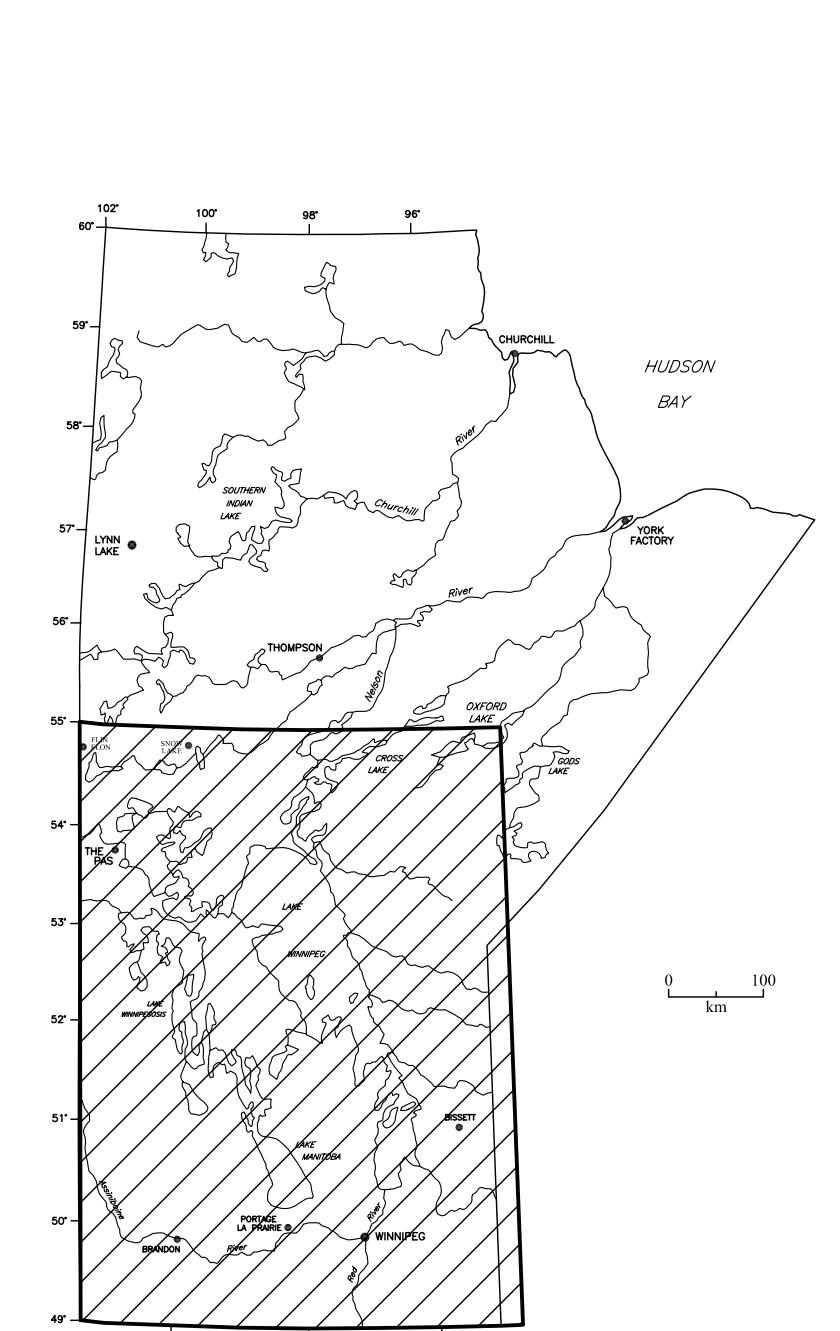 102°
100°
98°
96°
60°
59°
CHURCHILL
HUDSON
BAY
58°
River
SOUTHERN
INDIAN
LAKE
Churchill
57°
LYNN
LAKE
YORK
FACTORY
River
56°
THOMPSON
Nelson
OXFORD
LAKE
55°
FLIN
FLON
SNOW
LAKE
CROSS
LAKE
GODS
LAKE
54°
THE
PAS
LAKE
53°
WINNIPEG
0 100
km
LAKE
WINNIPEGOSIS
52°
51°
BISSETT
LAKE
MANITOBA
Assiniboine
50°
PORTAGE
LA PRAIRIE
River
WINNIPEG
BRANDON
River
Red
49°